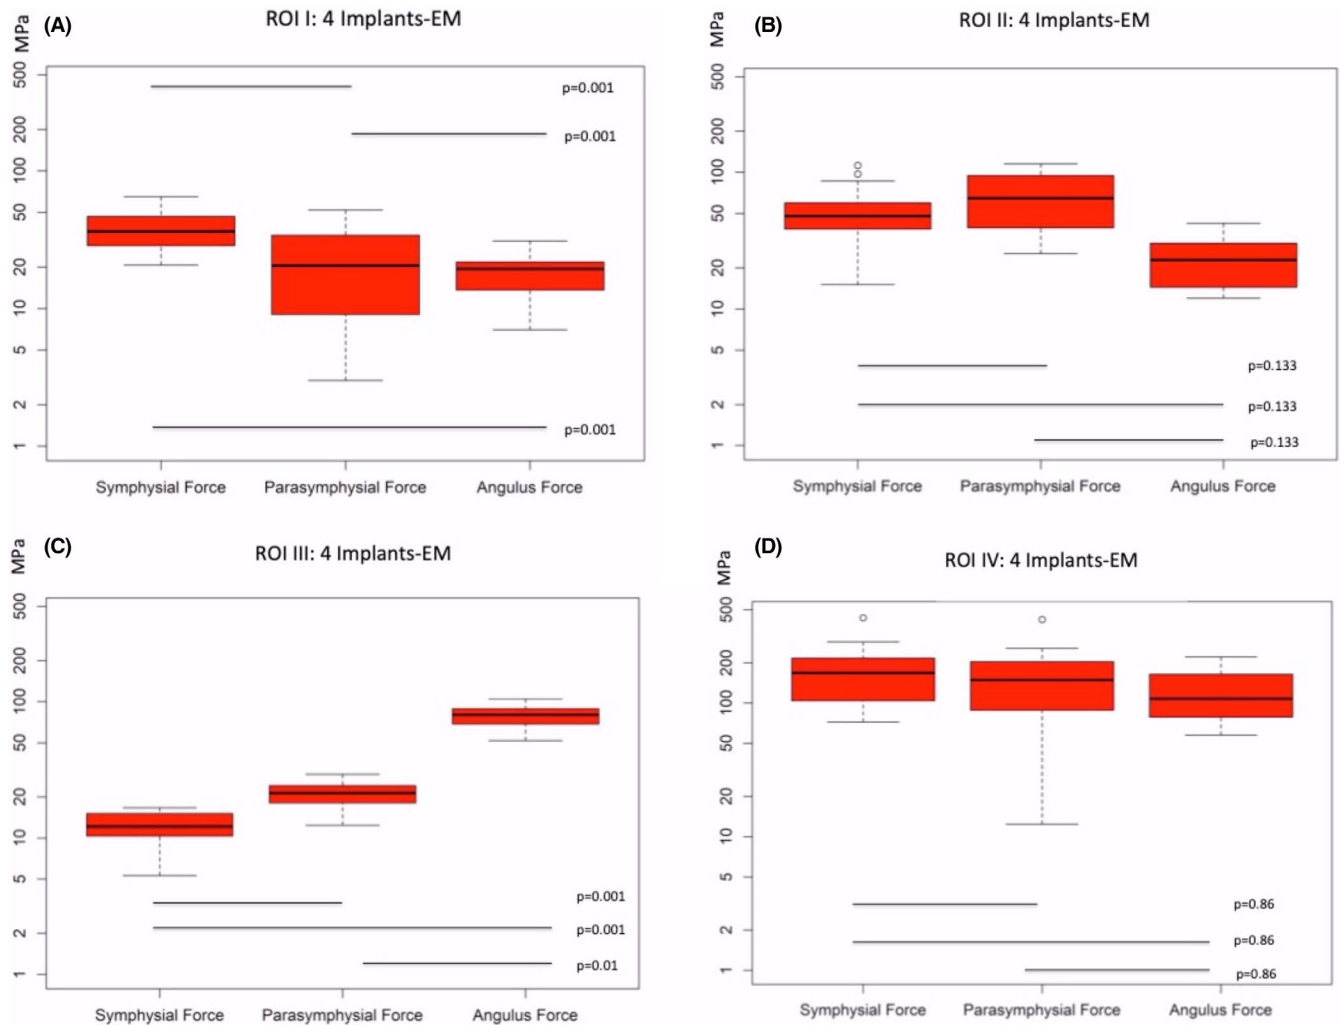 (A)
ROI I: 4 Implants-EM
MPa
500
200
100
50
20
10
5
2
1
p=0.001
p=0.001
p=0.001
Symphysial Force Parasymphysial Force Angulus Force
(B)
ROI II: 4 Implants-EM
MPa
500
200
100
50
20
10
5
2
1
p=0.133
p=0.133
p=0.133
Symphysial Force Parasymphysial Force Angulus Force
(C)
ROI III: 4 Implants-EM
MPa
500
200
100
50
20
10
5
2
1
p=0.001
p=0.001
p=0.01
Symphysial Force Parasymphysial Force Angulus Force
(D)
ROI IV: 4 Implants-EM
MPa
500
200
100
50
20
10
5
2
1
p=0.86
p=0.86
p=0.86
Symphysial Force Parasymphysial Force Angulus Force